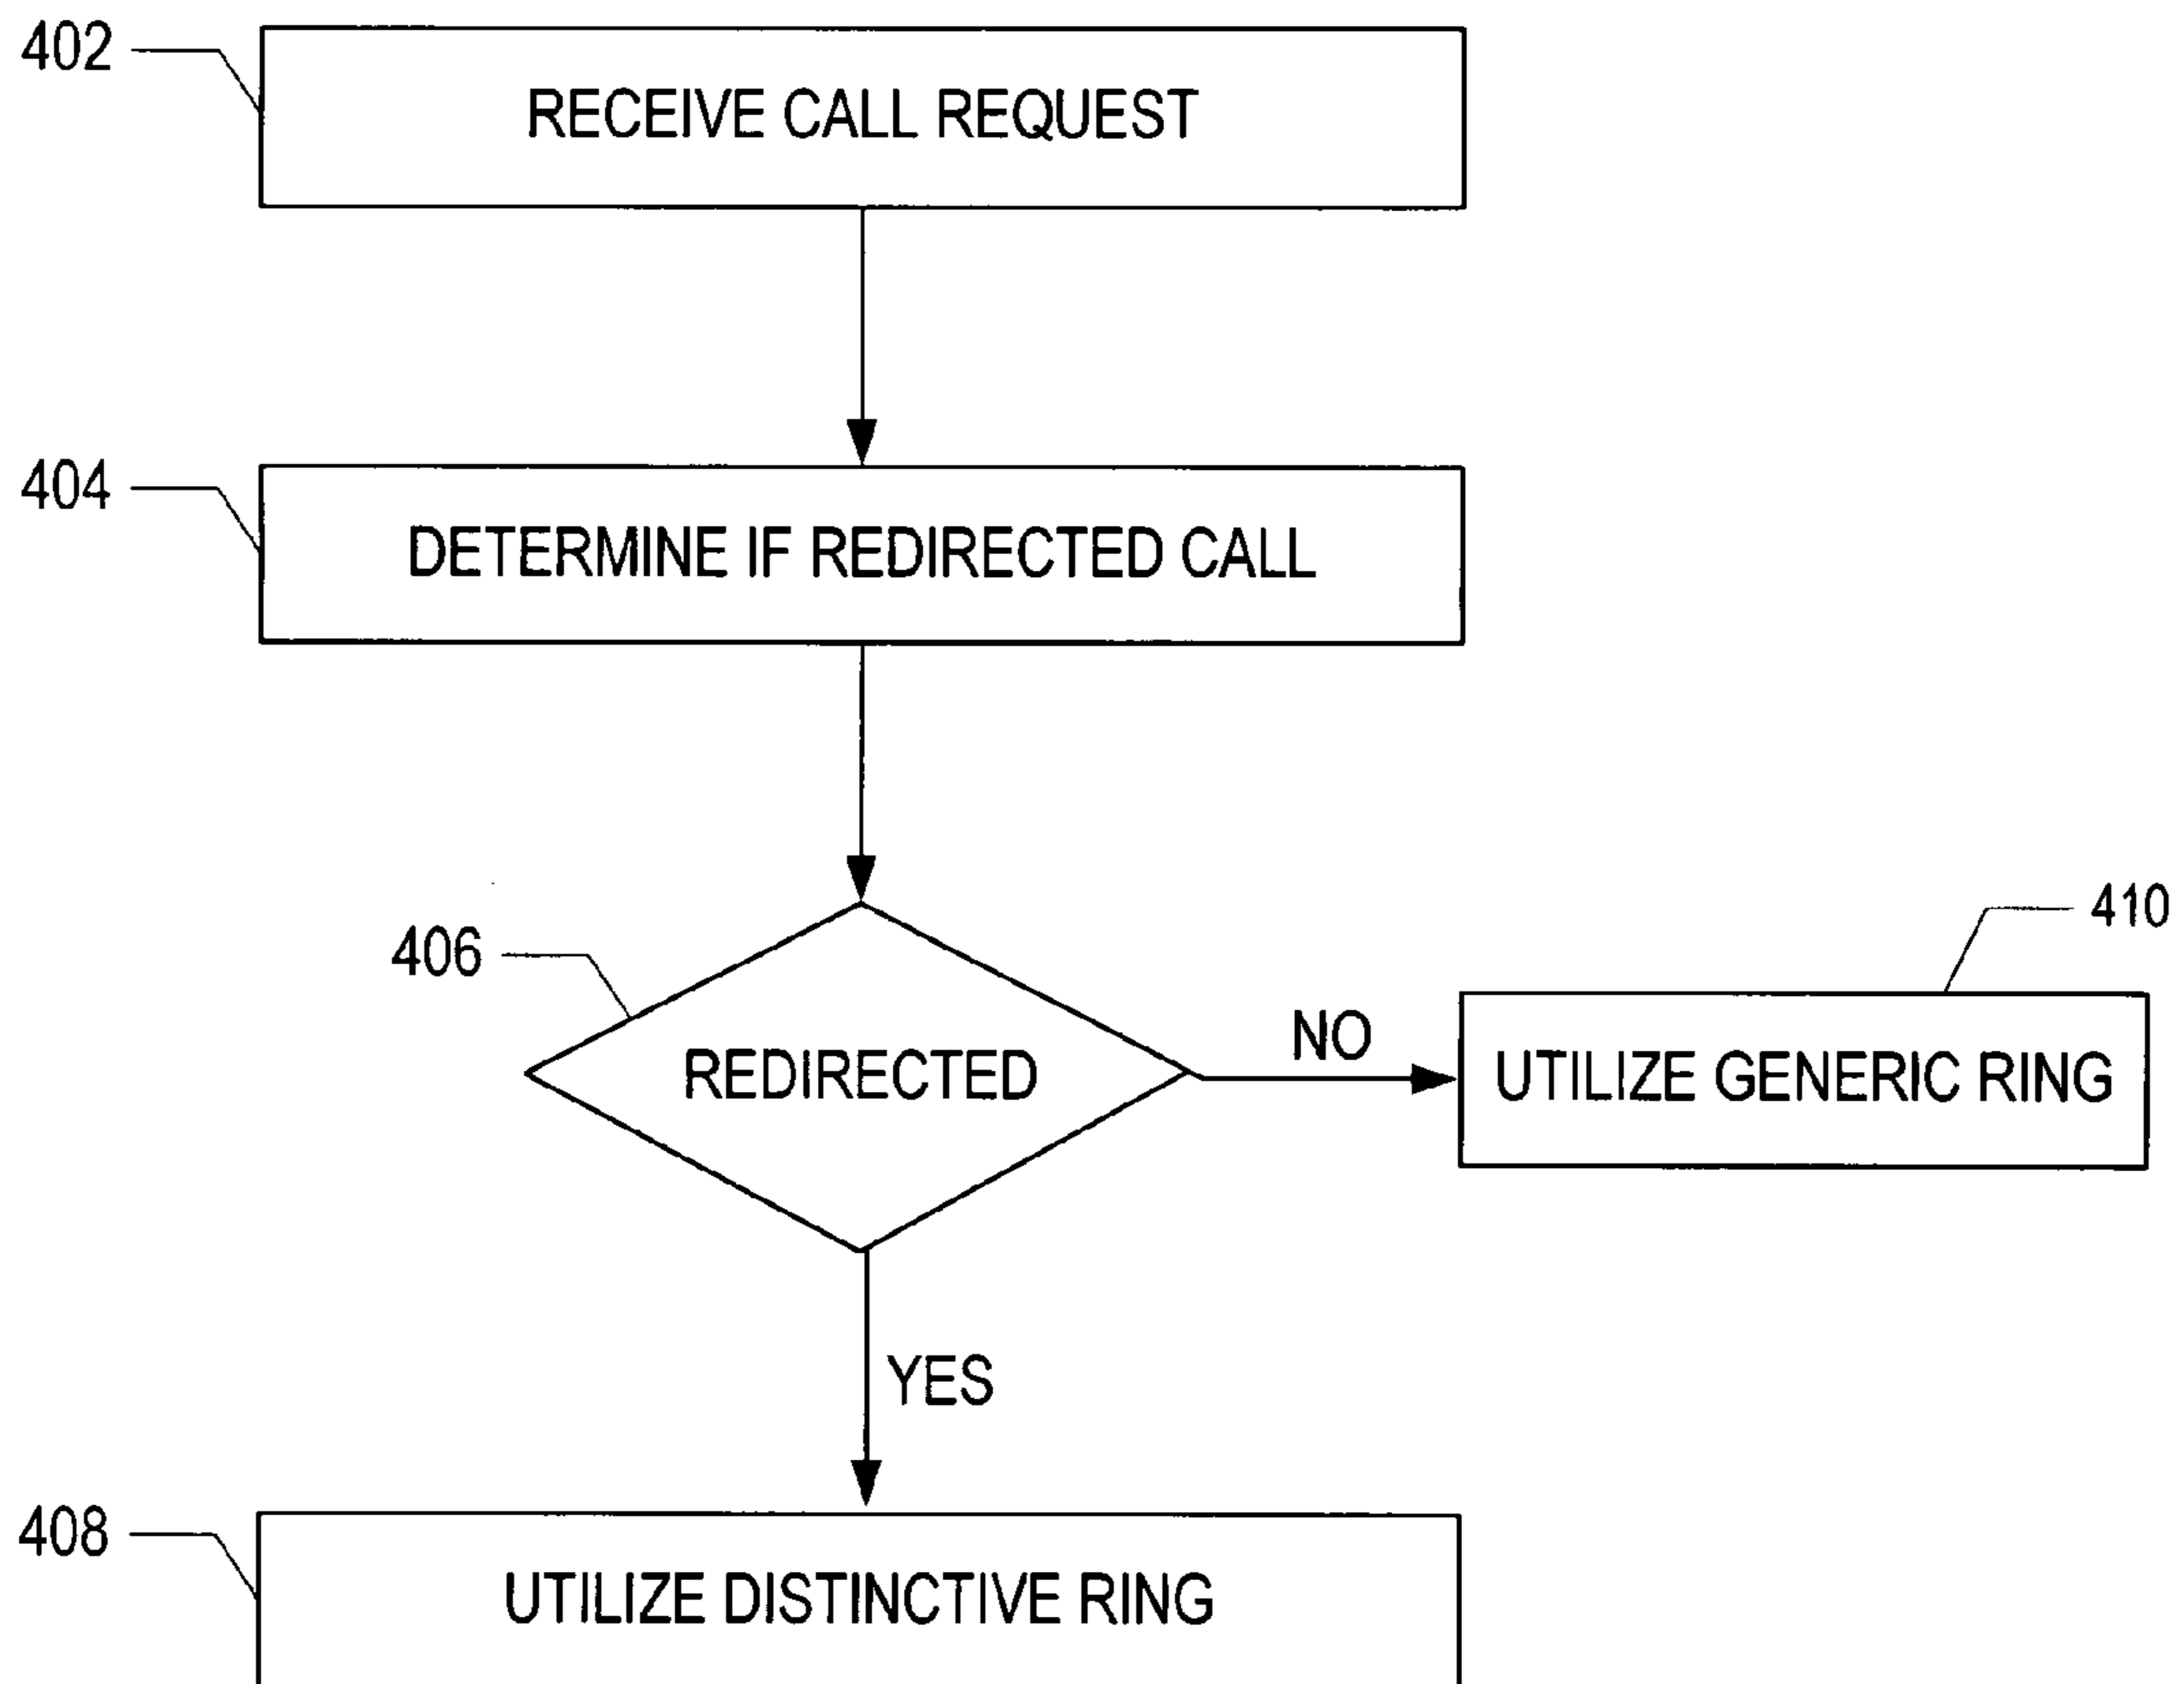 402
RECEIVE CALL REQUEST
404
DETERMINE IF REDIRECTED CALL
406
REDIRECTED
NO
410
UTILIZE GENERIC RING
YES
408
UTILIZE DISTINCTIVE RING